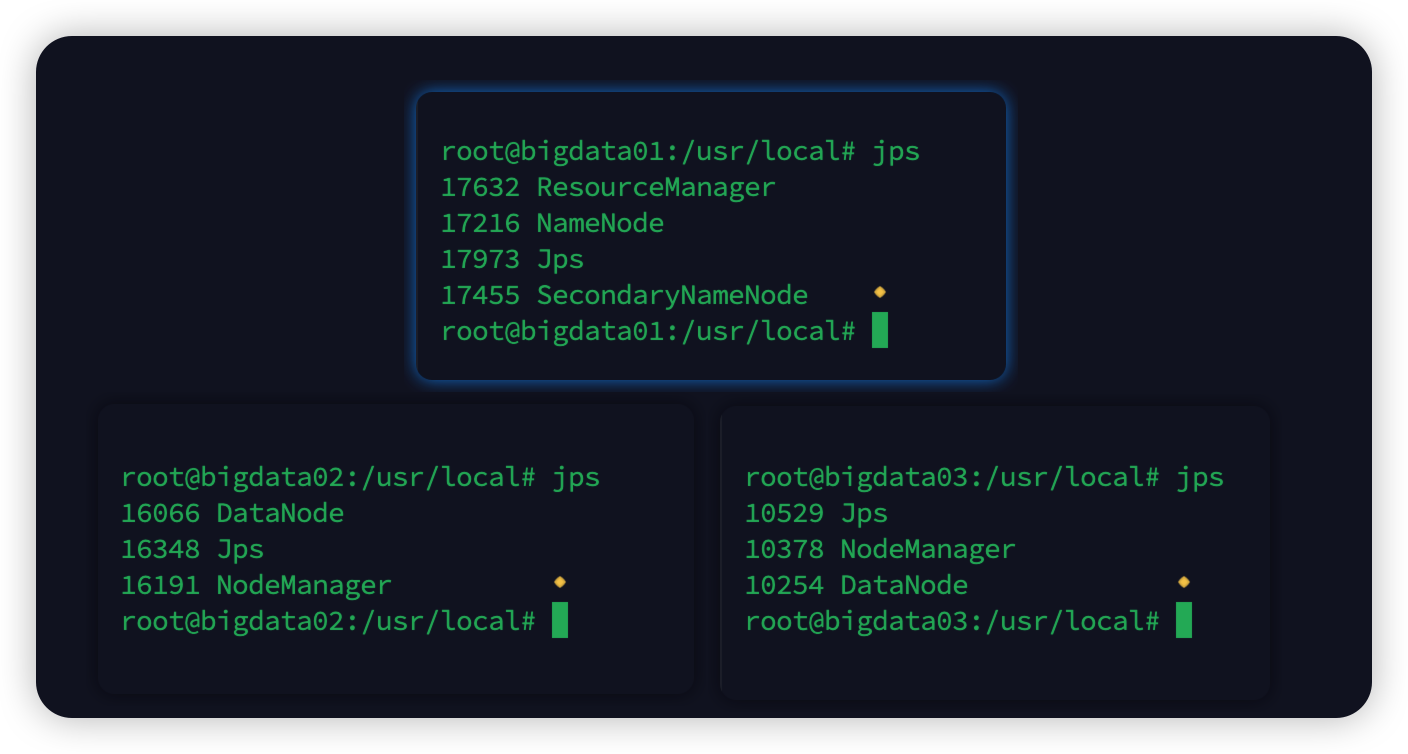 root@bigdata01:/usr/local# jps
17632 ResourceManager
17216 NameNode
17973 Jps
17455 SecondaryNameNode
root@bigdata01:/usr/local#
root@bigdata02:/usr/local# jps
16066 DataNode
16348 Jps
16191 NodeManager
root@bigdata02:/usr/local#
root@bigdata03:/usr/local# jps
10529 Jps
10378 NodeManager
10254 DataNode
root@bigdata03:/usr/local#